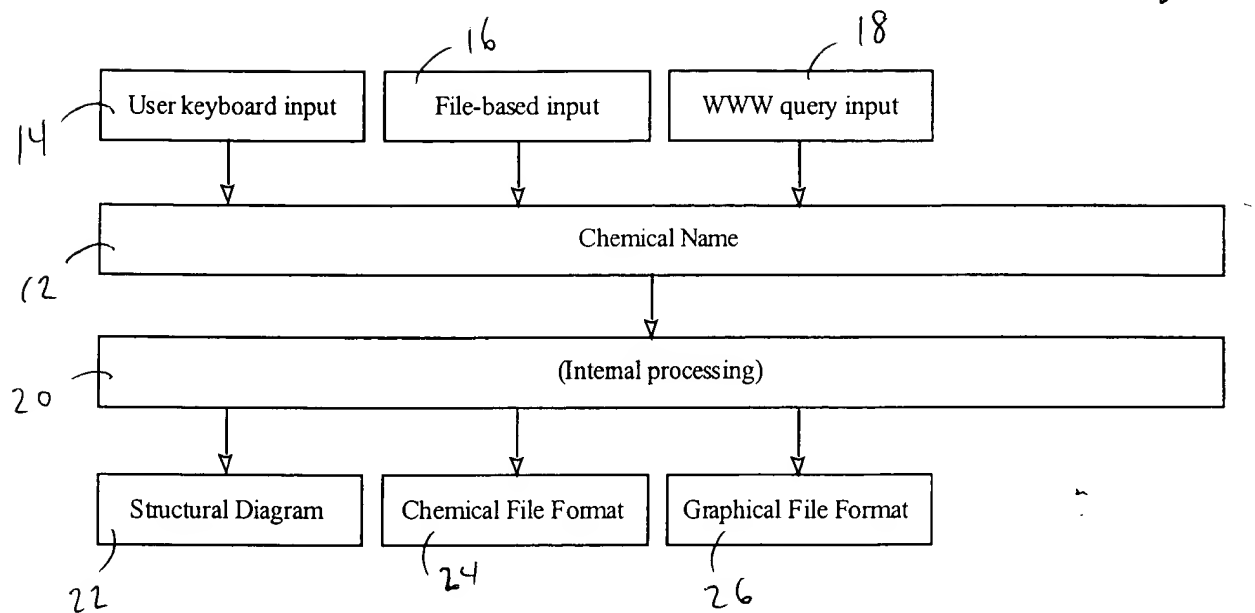 16
18
User keyboard input
File-based input
WWW query input
14
Chemical Name
12
(Internal processing)
20
Structural Diagram
Chemical File Format
Graphical File Format
22
24
26